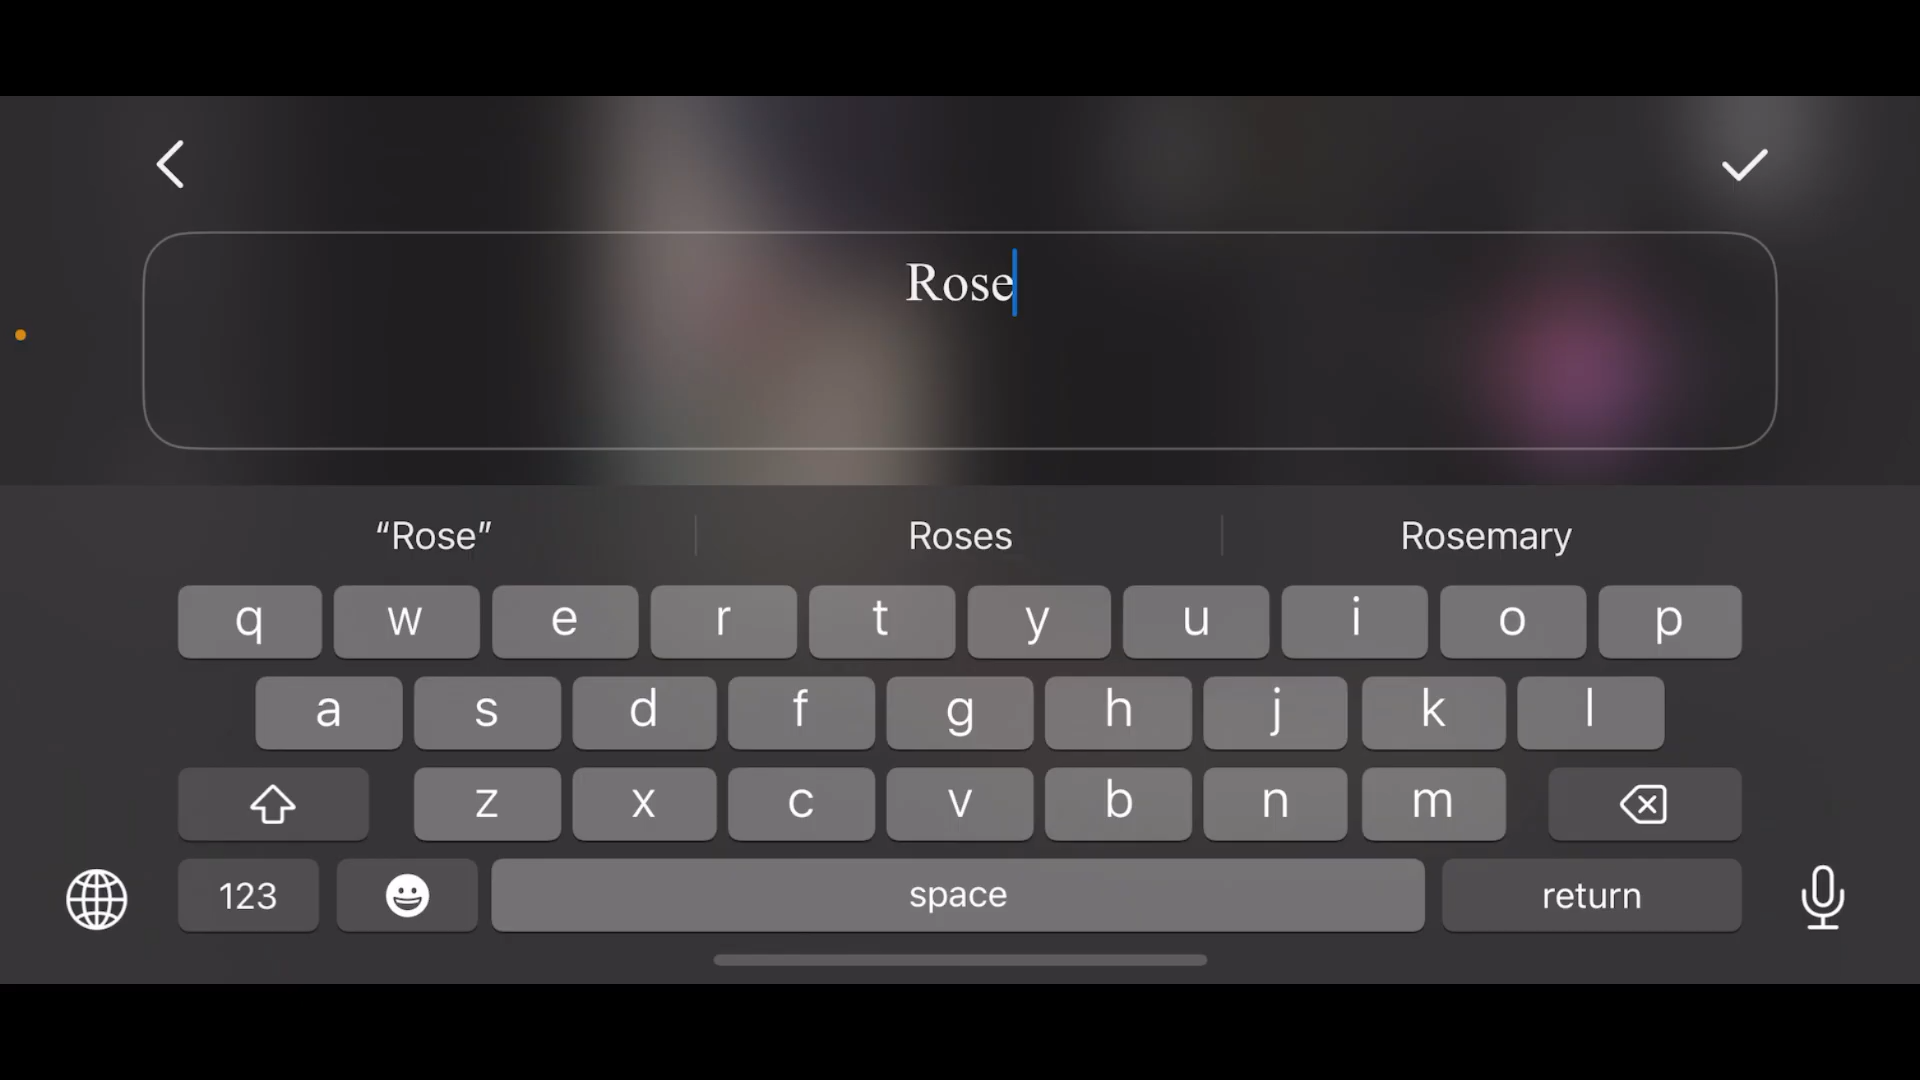 Rose
“Rose” Roses Rosemary
q w e r t y u i o p
a s d f g h j k l
z x c v b n m
123 space return